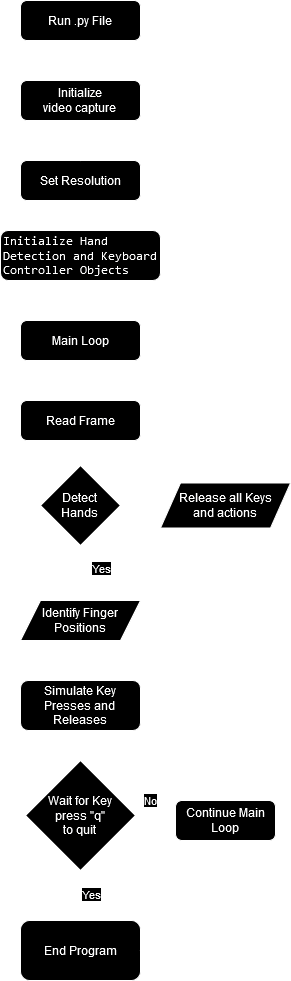 Run .py File
Initialize
video capture
Set Resolution
Initialize Hand
Detection and Keyboard
Controller Objects
Main Loop
Read Frame
Detect
Hands
Release all Keys
and actions
Yes
Identify Finger
Positions
Simulate Key
Presses and
Releases
Wait for Key
press "q"
to quit
No
Continue Main
Loop
Yes
End Program